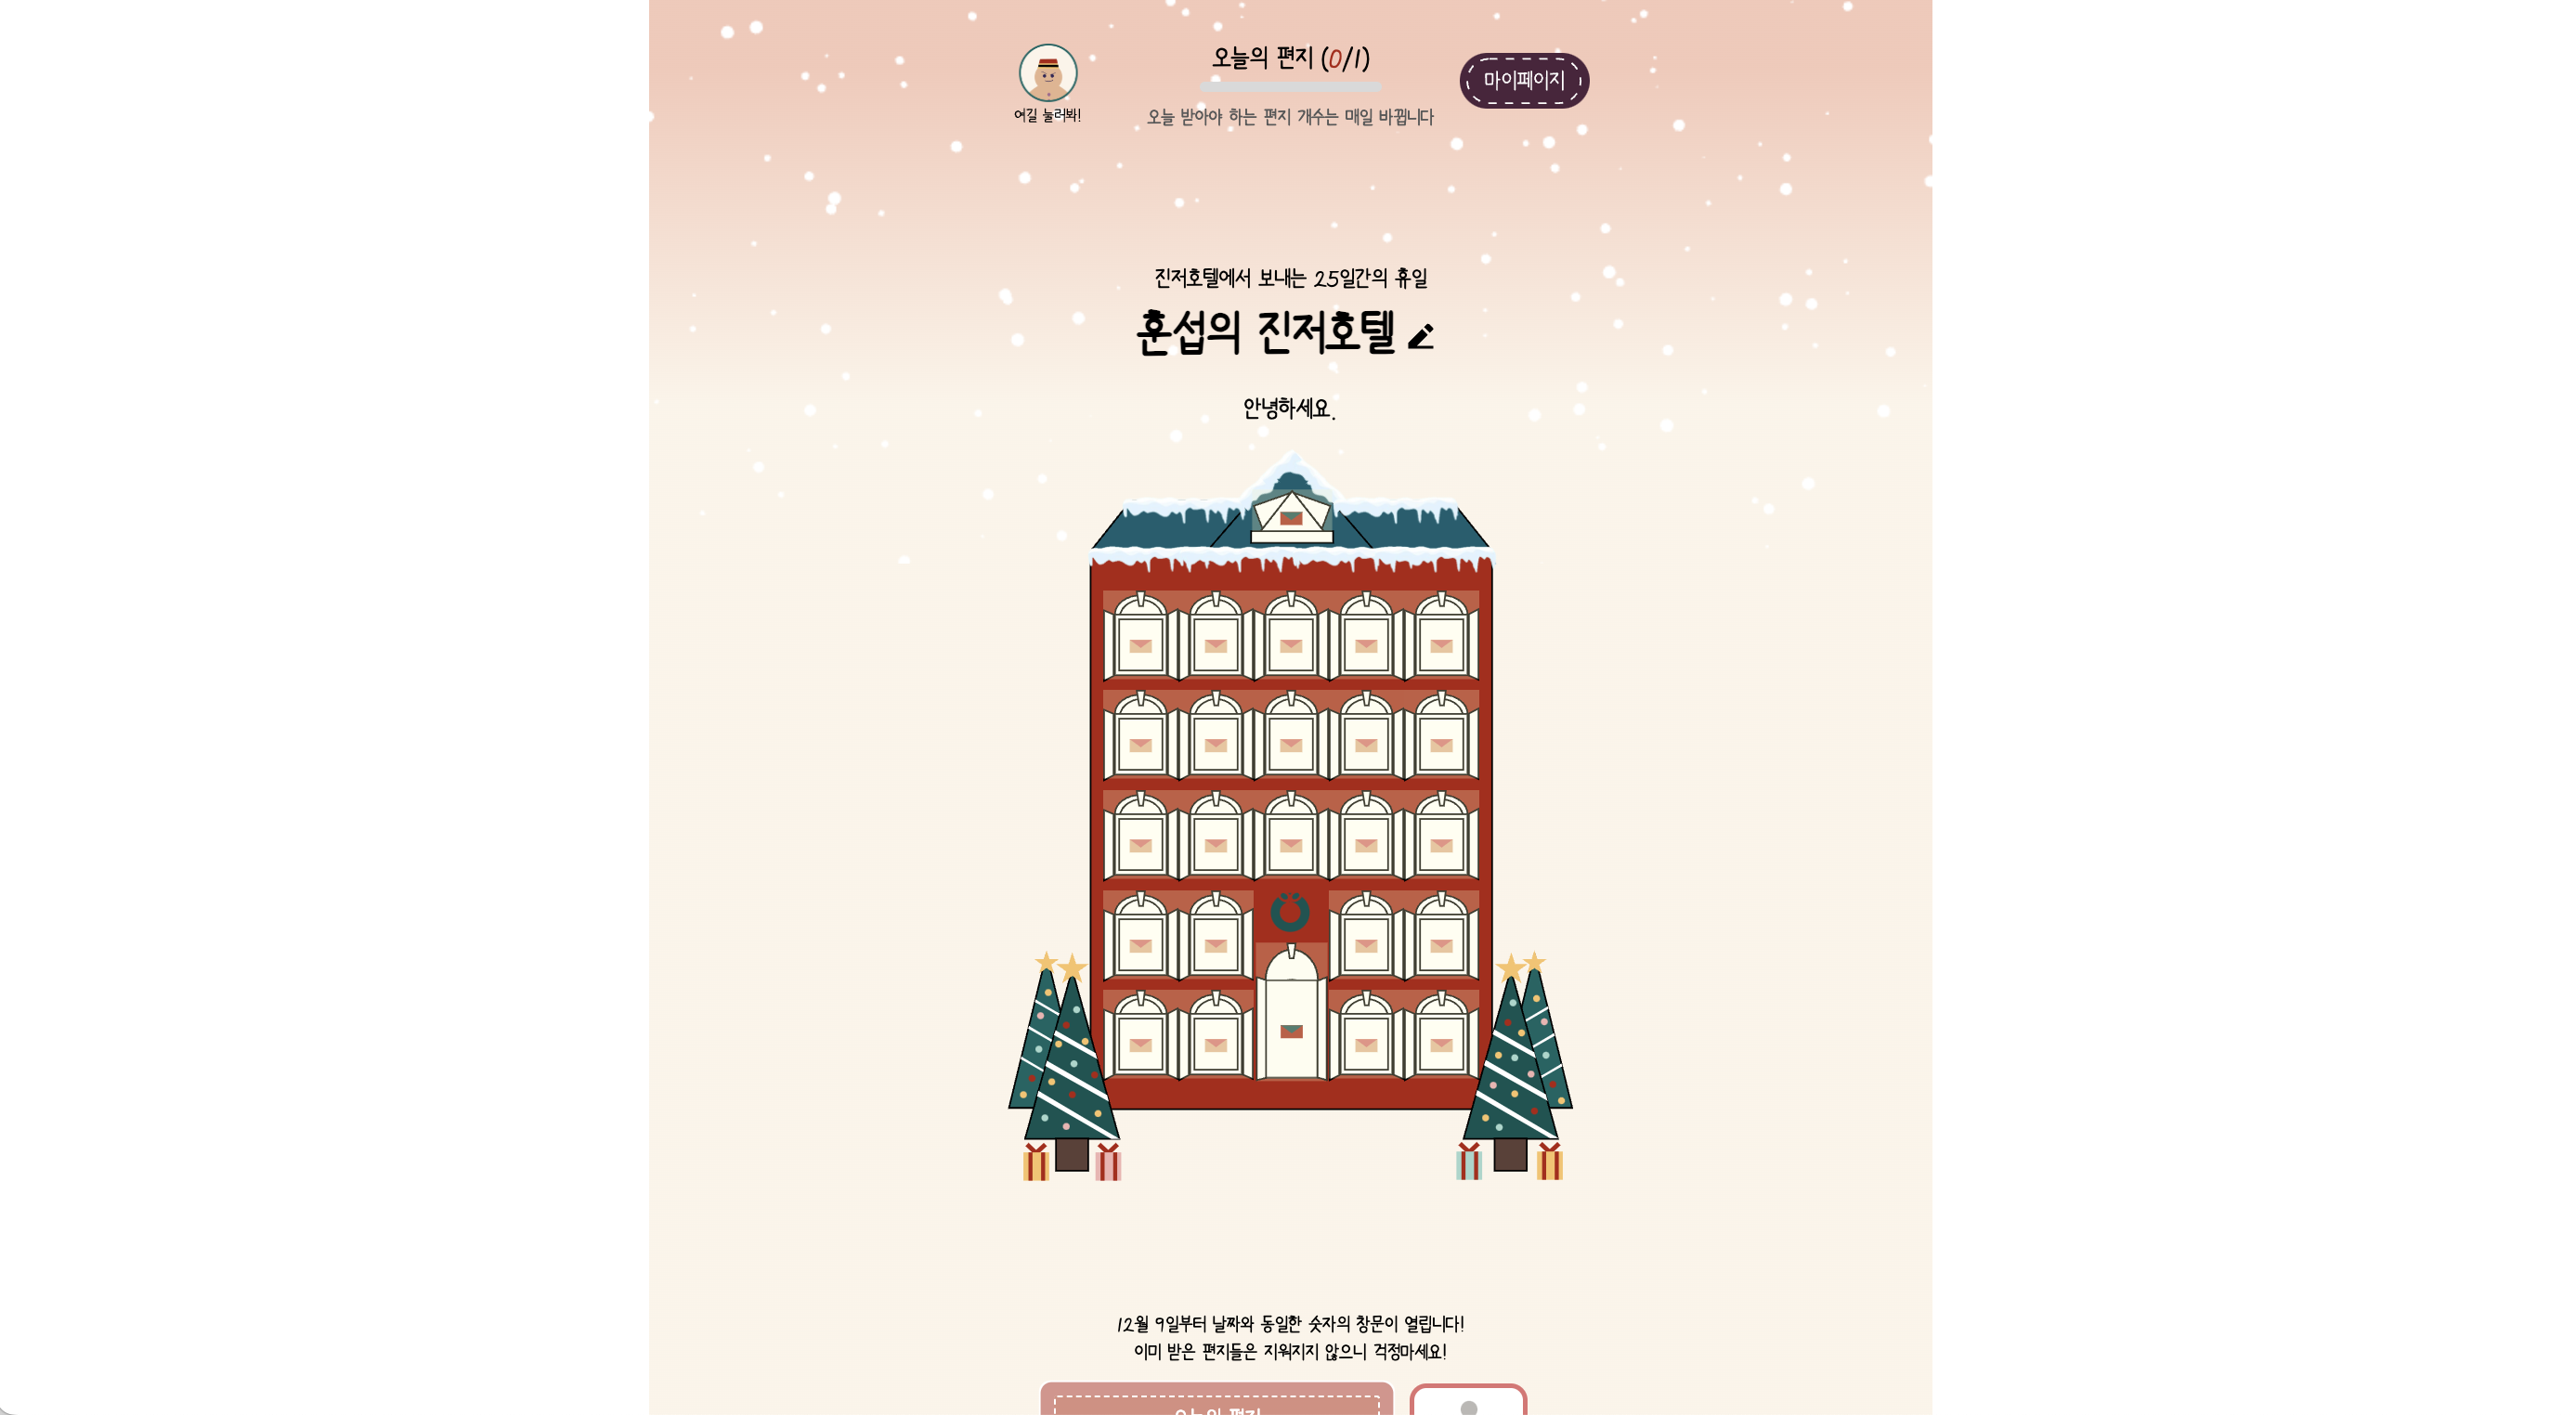 오늘의 편지 (0/1)
마이페이지
여길 눌러봐!
오늘 받아야 하는 편지 개수는 매일 바뀝니다
진저호텔에서 보내는 25일간의 휴일
훈섭의 진저호텔
안녕하세요.
12월 9일부터 날짜와 동일한 숫자의 창문이 열립니다!
이미 받은 편지들은 지워지지 않으니 걱정마세요!
오늘의 편지